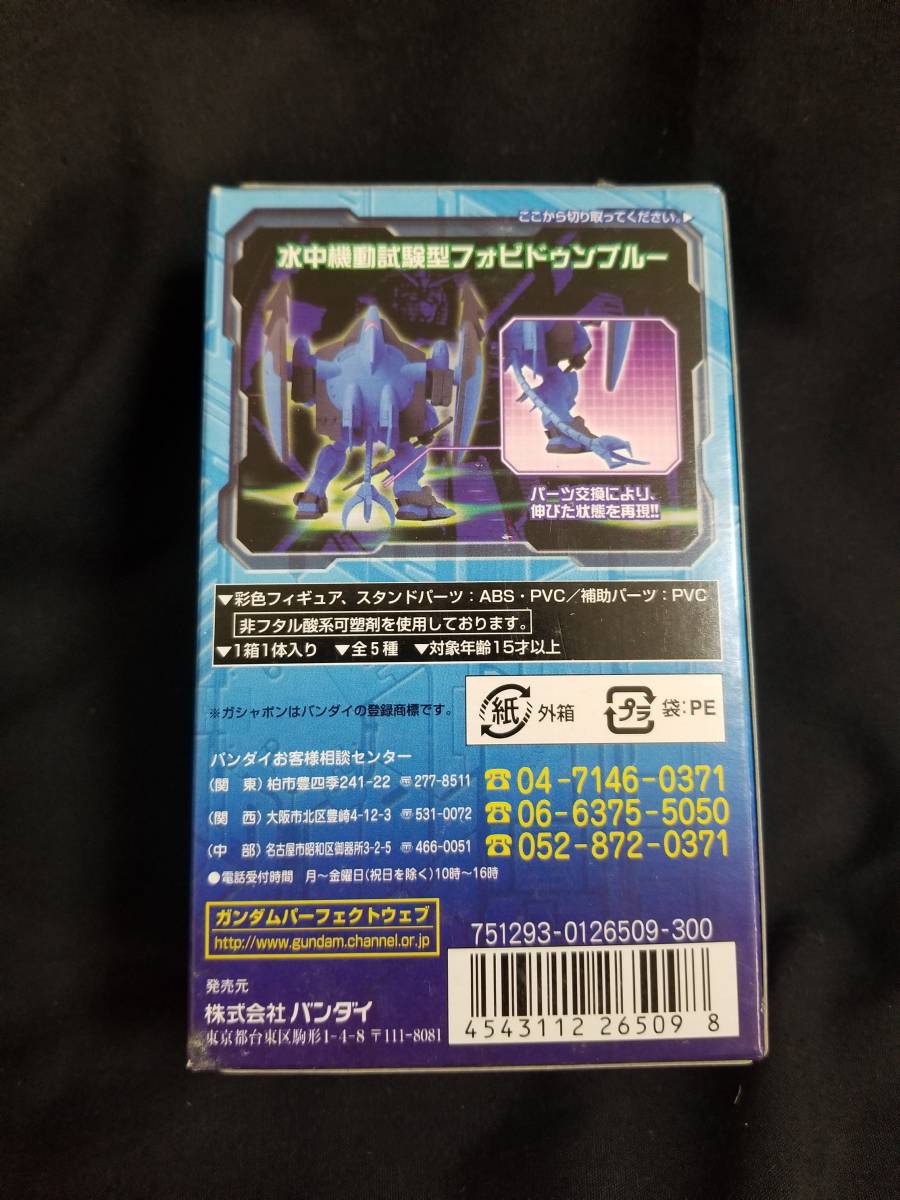 ここから切り取ってください。▶
水中機動試験型フォビドゥンブルー
パーツ交換により、
伸びた状態を再現!!
▼彩色フィギュア、スタンドパーツ：ABS・PVC／補助パーツ：PVC
非フタル酸系可塑剤を使用しております。
▼1箱1体入り ▼全5種 ▼対象年齢15才以上
※ガシャポンはバンダイの登録商標です。
紙 外箱 プラ 袋：PE
バンダイお客様相談センター
(関 東) 柏市豊四季241-22 〒277-8511 ☎04-7146-0371
(関 西) 大阪市北区豊崎4-12-3 〒531-0072 ☎06-6375-5050
(中 部) 名古屋市昭和区御器所3-2-5 〒466-0051 ☎052-872-0371
●電話受付時間 月～金曜日(祝日を除く)10時～16時
ガンダムパーフェクトウェブ
http://www.gundam.channel.or.jp
751293-0126509-300
発売元
株式会社 バンダイ
東京都台東区駒形1-4-8 〒111-8081
4543112 26509 8